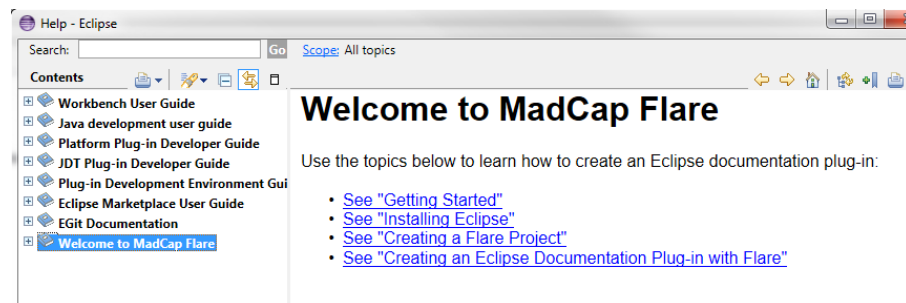 Help - Eclipse
Search:
Go
Scope: All topics
Contents
Workbench User Guide
Java development user guide
Platform Plug-in Developer Guide
JDT Plug-in Developer Guide
Plug-in Development Environment Gui
Eclipse Marketplace User Guide
EGit Documentation
Welcome to MadCap Flare
Welcome to MadCap Flare
Use the topics below to learn how to create an Eclipse documentation plug-in:
• See "Getting Started"
• See "Installing Eclipse"
• See "Creating a Flare Project"
• See "Creating an Eclipse Documentation Plug-in with Flare"